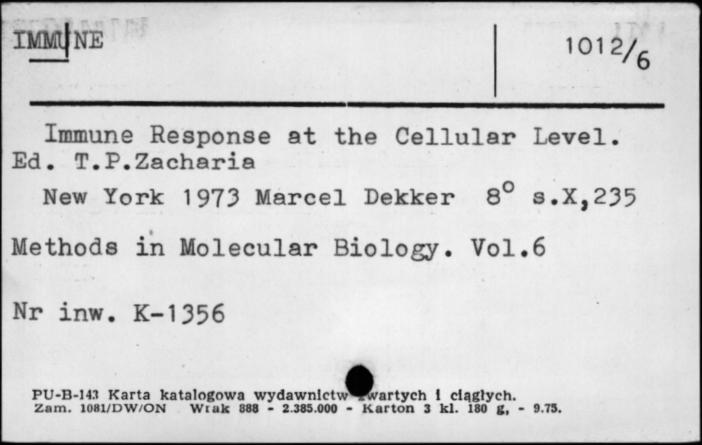 IMMUNE
1012/6
Immune Response at the Cellular Level.
Ed. T.P.Zacharia
New York 1973 Marcel Dekker 8° s.X,235
Methods in Molecular Biology. Vol.6
Nr inw. K-1356
PU-B-143 Karta katalogowa wydawnictw zwartych i ciągłych.
Zam. 1081/DW/ON Wrak 888 - 2.385.000 - Karton 3 kl. 180 g, - 9.75.